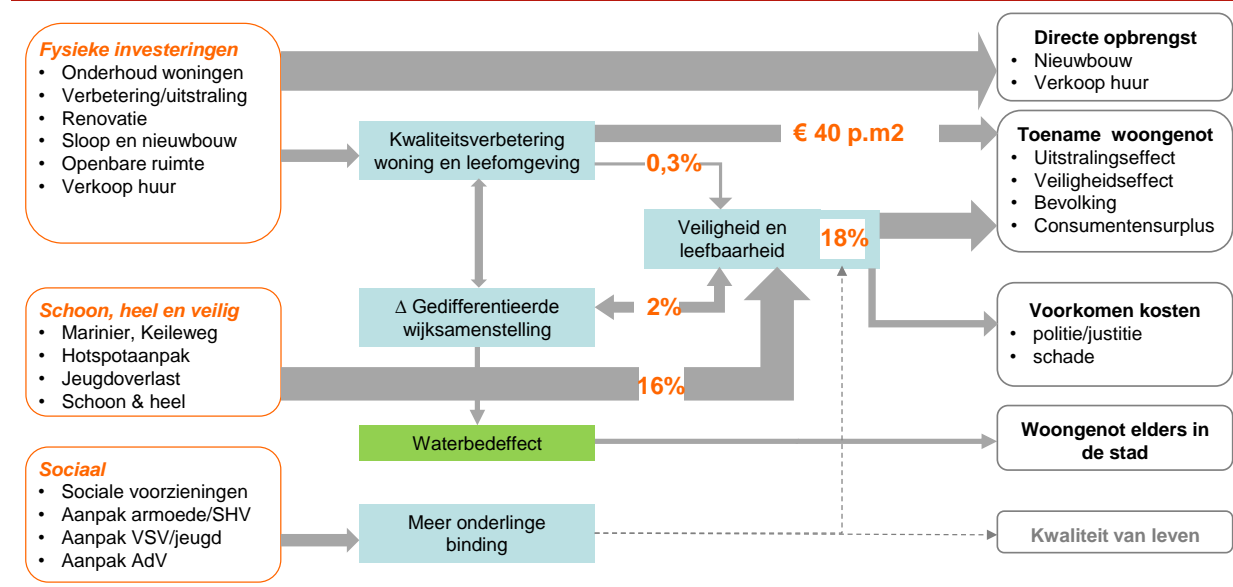 Fysieke investeringen
• Onderhoud woningen
• Verbetering/uitstraling
• Renovatie
• Sloop en nieuwbouw
• Openbare ruimte
• Verkoop huur
Schoon, heel en veilig
• Marinier, Keileweg
• Hotspotaanpak
• Jeugdoverlast
• Schoon & heel
Sociaal
• Sociale voorzieningen
• Aanpak armoede/SHV
• Aanpak VSV/jeugd
• Aanpak AdV
Kwaliteitsverbetering
woning en leefomgeving
€ 40 p.m2
0,3%
Veiligheid en
leefbaarheid
18%
∆ Gedifferentieerde
wijksamenstelling
2%
16%
Waterbedeffect
Meer onderlinge
binding
Directe opbrengst
• Nieuwbouw
• Verkoop huur
Toename woongenot
• Uitstralingseffect
• Veiligheidseffect
• Bevolking
• Consumentensurplus
Voorkomen kosten
• politie/justitie
• schade
Woongenot elders in
de stad
Kwaliteit van leven